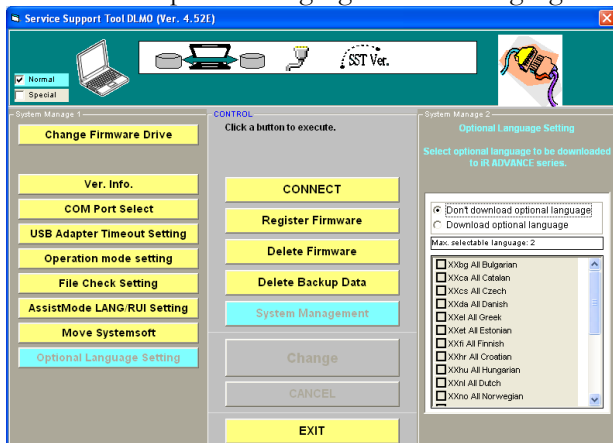 Service Support Tool DLMO (Ver. 4.52E)
SST Ver.
Normal
Special
System Manage 1
Change Firmware Drive
Ver. Info.
COM Port Select
USB Adapter Timeout Setting
Operation mode setting
File Check Setting
AssistMode LANG/RUI Setting
Move Systemsoft
Optional Language Setting
CONTROL
Click a button to execute.
CONNECT
Register Firmware
Delete Firmware
Delete Backup Data
System Management
Change
CANCEL
EXIT
System Manage 2
Optional Language Setting
Select optional language to be downloaded
to iR ADVANCE series.
Don't download optional language
Download optional language
Max. selectable language: 2
XXbg All Bulgarian
XXca All Catalan
XXcs All Czech
XXda All Danish
XXel All Greek
XXet All Estonian
XXfi All Finnish
XXhr All Croatian
XXhu All Hungarian
XXnl All Dutch
XXno All Norwegian